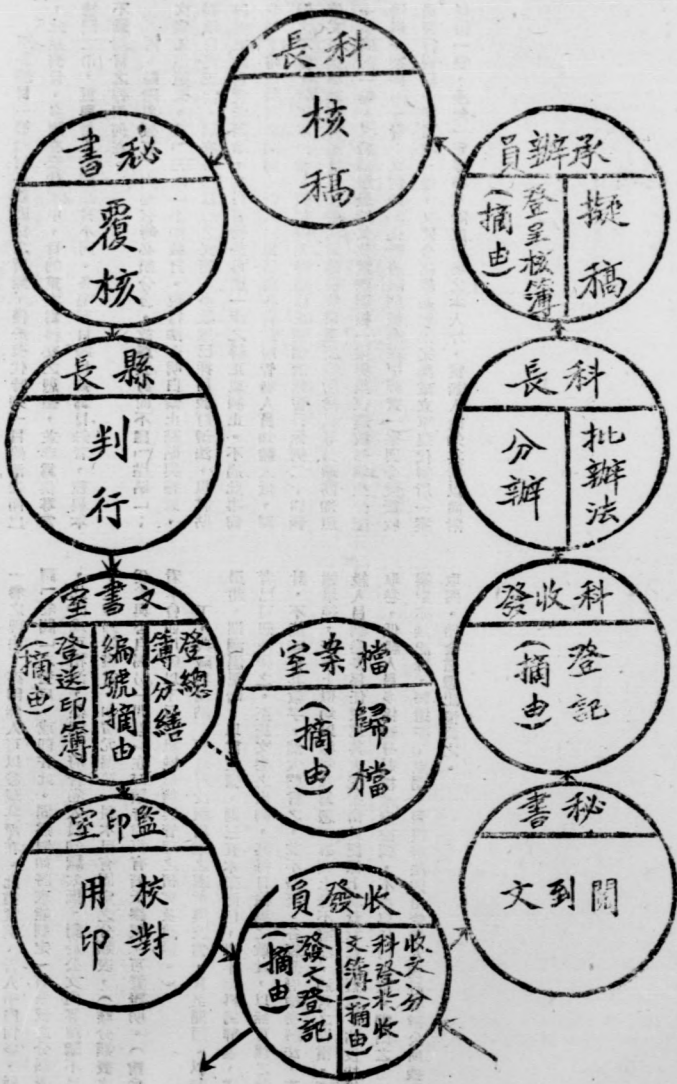 科長
核稿
承辦員
擬稿
登呈核簿
(摘由)
秘書
覆核
科長
批辦法
分辦
縣長
判行
科收發
登記
(摘由)
文書室
登總
簿分繕
編號摘由
登送印簿
(摘由)
檔案室
歸檔
(摘由)
秘書
開到文
監印室
校對
用印
收發員
收文分
科登於收
文簿(摘由)
發文登記
(摘由)